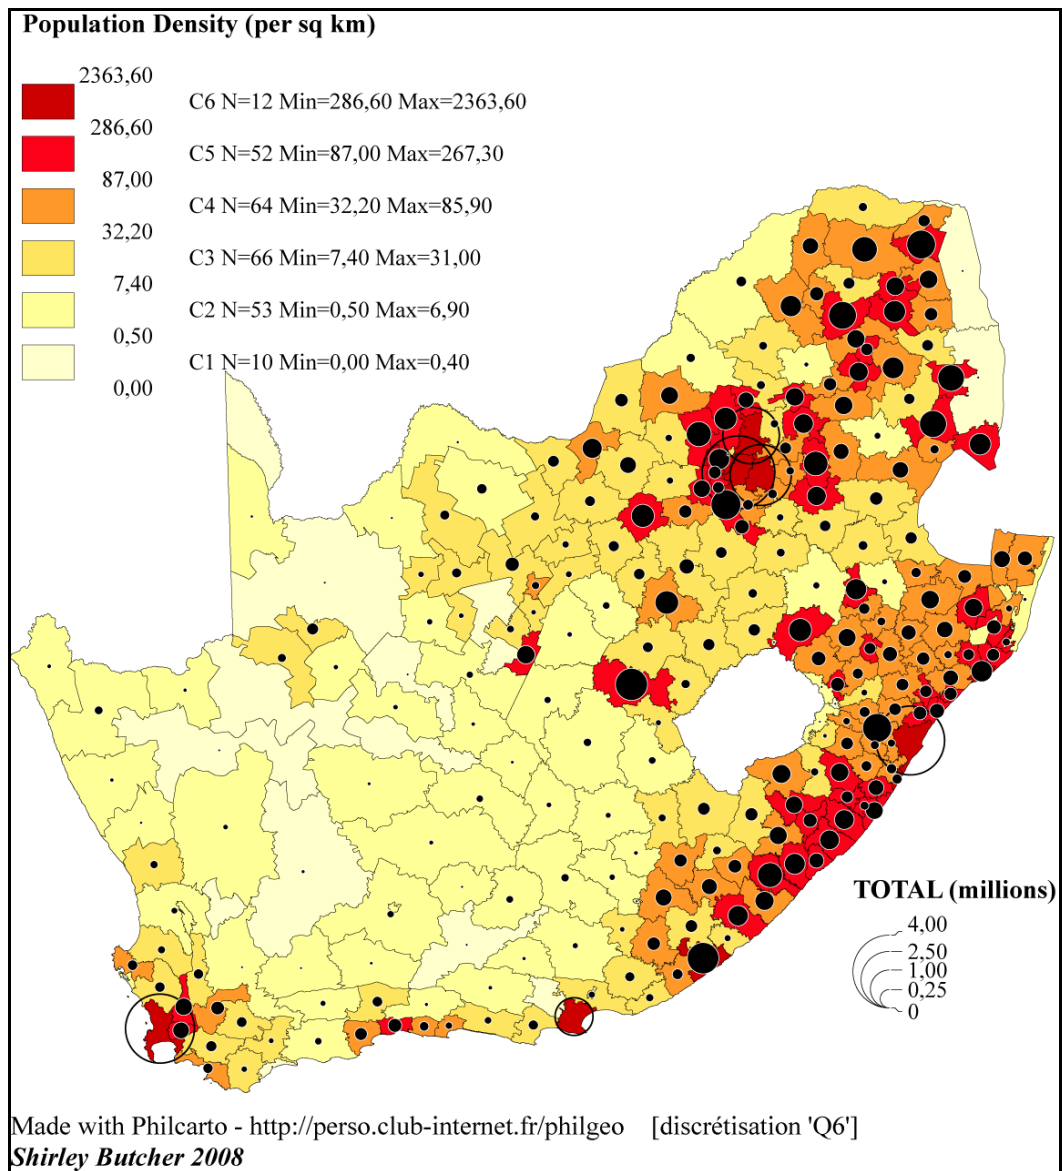 Population Density (per sq km)
2363,60
C6 N=12 Min=286,60 Max=2363,60
286,60
C5 N=52 Min=87,00 Max=267,30
87,00
C4 N=64 Min=32,20 Max=85,90
32,20
C3 N=66 Min=7,40 Max=31,00
7,40
C2 N=53 Min=0,50 Max=6,90
0,50
C1 N=10 Min=0,00 Max=0,40
0,00
TOTAL (millions)
4,00
2,50
1,00
0,25
0
Made with Philcarto - http://perso.club-internet.fr/philgeo [discrétisation 'Q6']
Shirley Butcher 2008